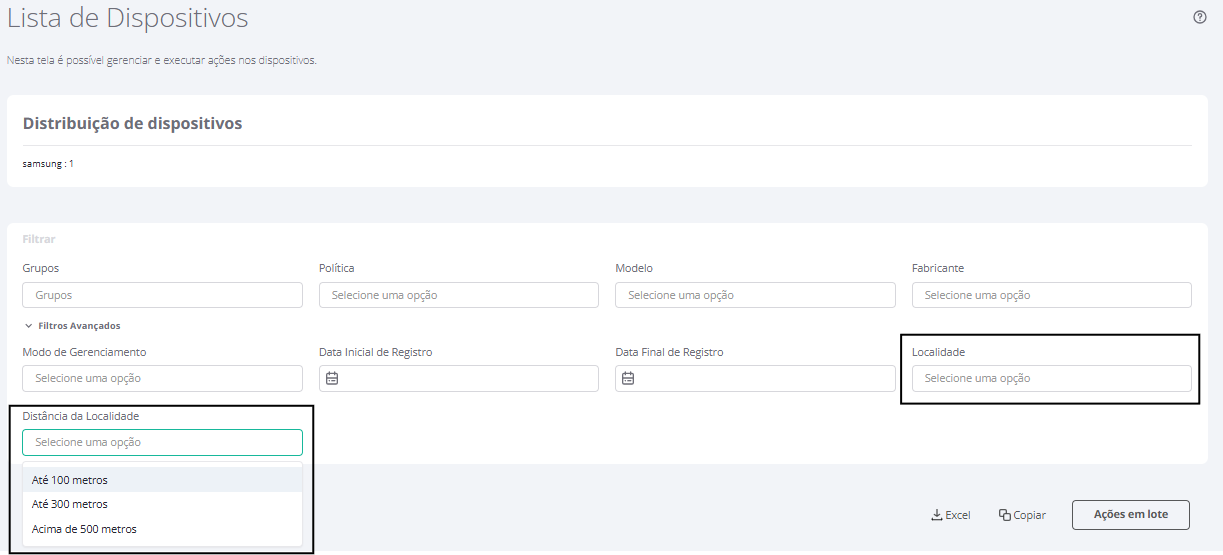 Lista de Dispositivos
Nesta tela é possível gerenciar e executar ações nos dispositivos.
Distribuição de dispositivos
samsung : 1
Filtrar
Grupos Política Modelo Fabricante
Grupos Selecione uma opção Selecione uma opção Selecione uma opção
Filtros Avançados
Modo de Gerenciamento Data Inicial de Registro Data Final de Registro Localidade
Selecione uma opção Selecione uma opção
Distância da Localidade
Selecione uma opção
Até 100 metros
Até 300 metros
Acima de 500 metros
Excel Copiar Ações em lote